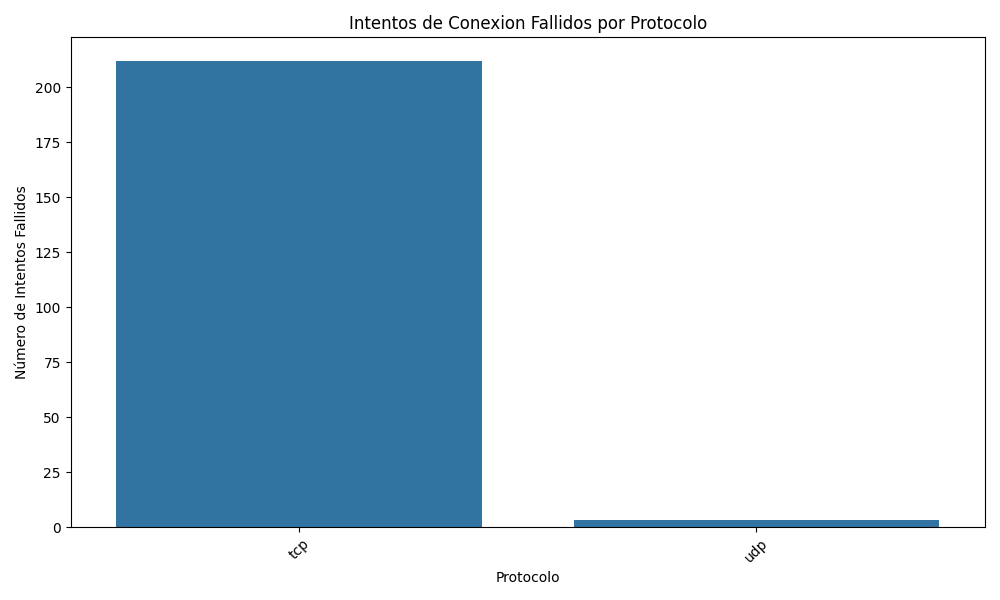 Intentos de Conexion Fallidos por Protocolo
Número de Intentos Fallidos
200
175
150
125
100
75
50
25
0
tcp
udp
Protocolo